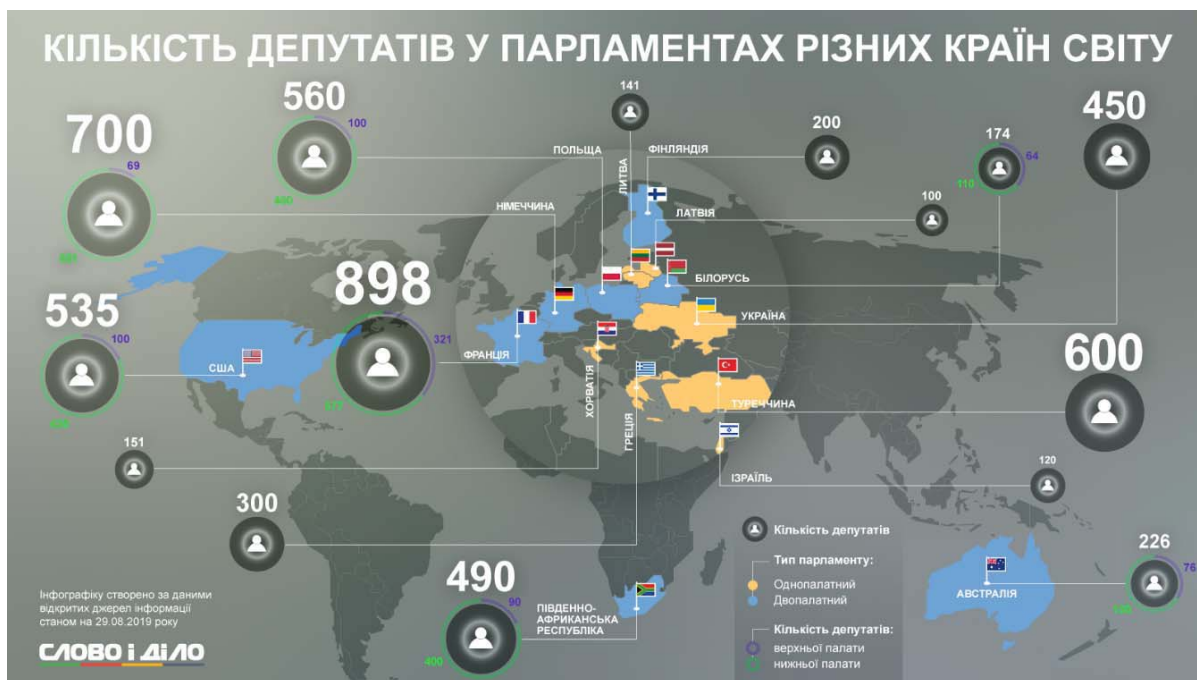 КІЛЬКІСТЬ ДЕПУТАТІВ У ПАРЛАМЕНТАХ РІЗНИХ КРАЇН СВІТУ
141
560
100
460
ПОЛЬЩА
ЛИТВА
ФІНЛЯНДІЯ
200
174
64
110
450
700
69
НІМЕЧЧИНА
ЛАТВІЯ
100
БІЛОРУСЬ
УКРАЇНА
535
100
США
898
321
577
ФРАНЦІЯ
ХОРВАТІЯ
ГРЕЦІЯ
ТУРЕЧЧИНА
600
151
ІЗРАЇЛЬ
120
300
490
90
400
ПІВДЕННО-
АФРИКАНСЬКА
РЕСПУБЛІКА
АВСТРАЛІЯ
226
76
Кількість депутатів
Тип парламенту:
Однопалатний
Двопалатний
Кількість депутатів:
верхньої палати
нижньої палати
Інфографіку створено за даними
відкритих джерел інформації
станом на 29.08.2019 року
СЛОВО і ДІЛО